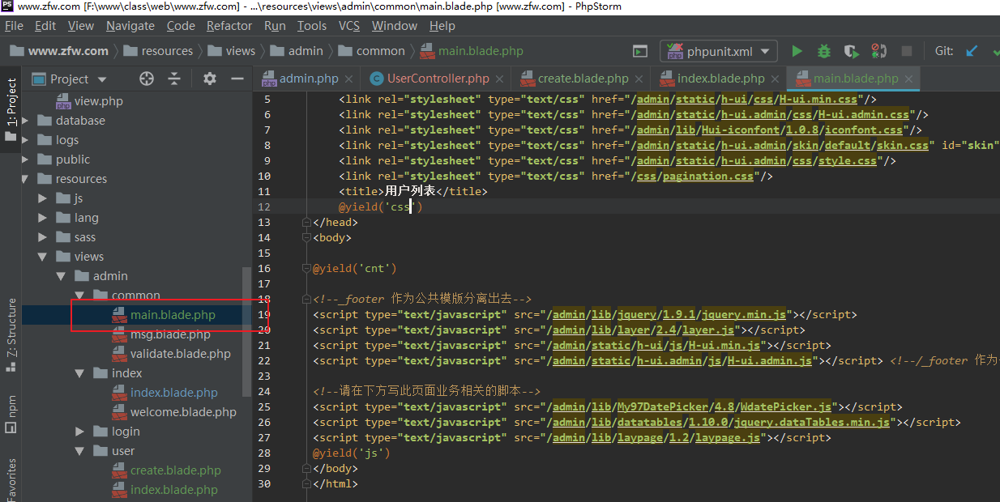 www.zfw.com [F:\www\class\web\www.zfw.com] - ...\resources\views\admin\common\main.blade.php [www.zfw.com] - PhpStorm
File Edit View Navigate Code Refactor Run Tools VCS Window Help
www.zfw.com resources views admin common main.blade.php phpunit.xml Git:
Project admin.php UserController.php create.blade.php index.blade.php main.blade.php
1: Project
Z: Structure
npm
Favorites
view.php
database
logs
public
resources
js
lang
sass
views
admin
common
main.blade.php
msg.blade.php
validate.blade.php
index
index.blade.php
welcome.blade.php
login
user
create.blade.php
index.blade.php
5 <link rel="stylesheet" type="text/css" href="/admin/static/h-ui/css/H-ui.min.css"/>
6 <link rel="stylesheet" type="text/css" href="/admin/static/h-ui.admin/css/H-ui.admin.css"/>
7 <link rel="stylesheet" type="text/css" href="/admin/lib/Hui-iconfont/1.0.8/iconfont.css"/>
8 <link rel="stylesheet" type="text/css" href="/admin/static/h-ui.admin/skin/default/skin.css" id="skin"
9 <link rel="stylesheet" type="text/css" href="/admin/static/h-ui.admin/css/style.css"/>
10 <link rel="stylesheet" type="text/css" href="/css/pagination.css"/>
11 <title>用户列表</title>
12 @yield('css')
13 </head>
14 <body>
15
16 @yield('cnt')
17
18 <!--_footer 作为公共模版分离出去-->
19 <script type="text/javascript" src="/admin/lib/jquery/1.9.1/jquery.min.js"></script>
20 <script type="text/javascript" src="/admin/lib/layer/2.4/layer.js"></script>
21 <script type="text/javascript" src="/admin/static/h-ui/js/H-ui.min.js"></script>
22 <script type="text/javascript" src="/admin/static/h-ui.admin/js/H-ui.admin.js"></script> <!--/_footer 作为
23
24 <!--请在下方写此页面业务相关的脚本-->
25 <script type="text/javascript" src="/admin/lib/My97DatePicker/4.8/WdatePicker.js"></script>
26 <script type="text/javascript" src="/admin/lib/datatables/1.10.0/jquery.dataTables.min.js"></script>
27 <script type="text/javascript" src="/admin/lib/laypage/1.2/laypage.js"></script>
28 @yield('js')
29 </body>
30 </html>